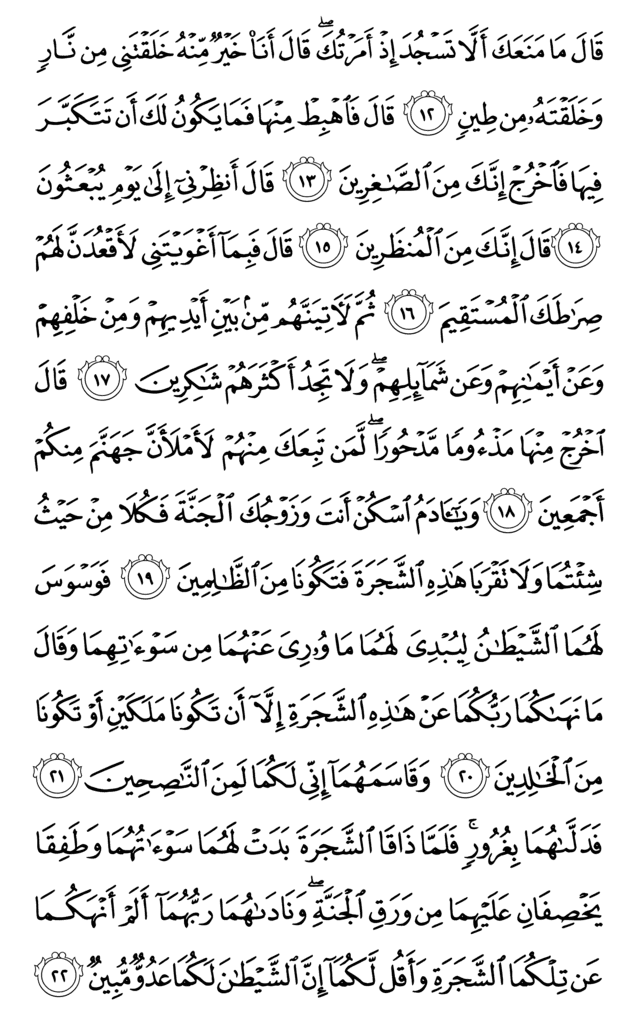 قَالَ مَا مَنَعَكَ أَلَّا تَسۡجُدَ إِذۡ أَمَرۡتُكَۖ قَالَ أَنَا۠ خَيۡرٞ مِّنۡهُ خَلَقۡتَنِي مِن نَّارٖ
وَخَلَقۡتَهُۥ مِن طِينٖ ١٢ قَالَ فَٱهۡبِطۡ مِنۡهَا فَمَا يَكُونُ لَكَ أَن تَتَكَبَّرَ
فِيهَا فَٱخۡرُجۡ إِنَّكَ مِنَ ٱلصَّٰغِرِينَ ١٣ قَالَ أَنظِرۡنِيٓ إِلَىٰ يَوۡمِ يُبۡعَثُونَ
١٤ قَالَ إِنَّكَ مِنَ ٱلۡمُنظَرِينَ ١٥ قَالَ فَبِمَآ أَغۡوَيۡتَنِي لَأَقۡعُدَنَّ لَهُمۡ
صِرَٰطَكَ ٱلۡمُسۡتَقِيمَ ١٦ ثُمَّ لَأٓتِيَنَّهُم مِّنۢ بَيۡنِ أَيۡدِيهِمۡ وَمِنۡ خَلۡفِهِمۡ
وَعَنۡ أَيۡمَٰنِهِمۡ وَعَن شَمَآئِلِهِمۡۖ وَلَا تَجِدُ أَكۡثَرَهُمۡ شَٰكِرِينَ ١٧ قَالَ
ٱخۡرُجۡ مِنۡهَا مَذۡءُومٗا مَّدۡحُورٗاۖ لَّمَن تَبِعَكَ مِنۡهُمۡ لَأَمۡلَأَنَّ جَهَنَّمَ مِنكُمۡ
أَجۡمَعِينَ ١٨ وَيَٰٓـَٔادَمُ ٱسۡكُنۡ أَنتَ وَزَوۡجُكَ ٱلۡجَنَّةَ فَكُلَا مِنۡ حَيۡثُ
شِئۡتُمَا وَلَا تَقۡرَبَا هَٰذِهِ ٱلشَّجَرَةَ فَتَكُونَا مِنَ ٱلظَّٰلِمِينَ ١٩ فَوَسۡوَسَ
لَهُمَا ٱلشَّيۡطَٰنُ لِيُبۡدِيَ لَهُمَا مَا وُۥرِيَ عَنۡهُمَا مِن سَوۡءَٰتِهِمَا وَقَالَ
مَا نَهَىٰكُمَا رَبُّكُمَا عَنۡ هَٰذِهِ ٱلشَّجَرَةِ إِلَّآ أَن تَكُونَا مَلَكَيۡنِ أَوۡ تَكُونَا
مِنَ ٱلۡخَٰلِدِينَ ٢٠ وَقَاسَمَهُمَآ إِنِّي لَكُمَا لَمِنَ ٱلنَّٰصِحِينَ ٢١
فَدَلَّىٰهُمَا بِغُرُورٖۚ فَلَمَّا ذَاقَا ٱلشَّجَرَةَ بَدَتۡ لَهُمَا سَوۡءَٰتُهُمَا وَطَفِقَا
يَخۡصِفَانِ عَلَيۡهِمَا مِن وَرَقِ ٱلۡجَنَّةِۖ وَنَادَىٰهُمَا رَبُّهُمَآ أَلَمۡ أَنۡهَكُمَا
عَن تِلۡكُمَا ٱلشَّجَرَةِ وَأَقُل لَّكُمَآ إِنَّ ٱلشَّيۡطَٰنَ لَكُمَا عَدُوّٞ مُّبِينٞ ٢٢